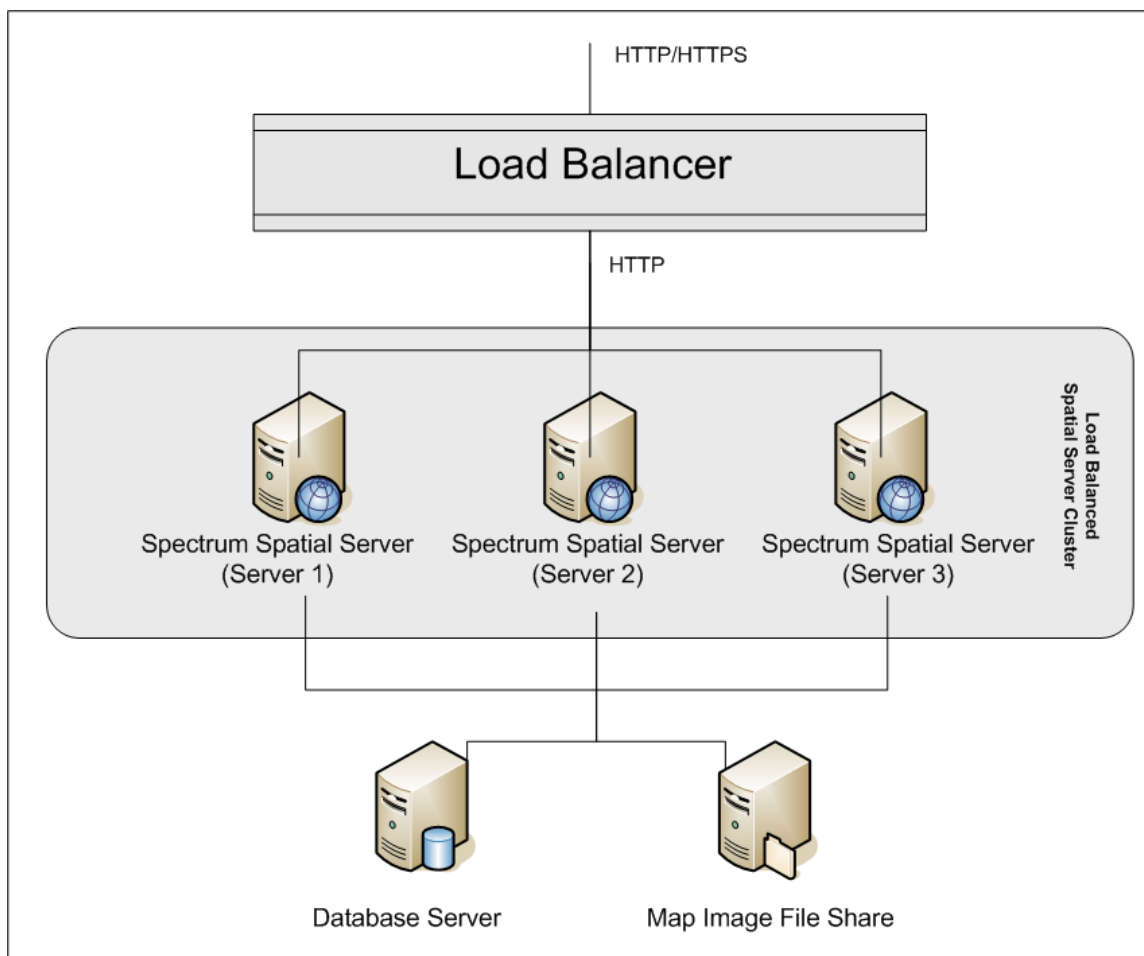 HTTP/HTTPS
Load Balancer
HTTP
Load Balanced
Spatial Server Cluster
Spectrum Spatial Server
(Server 1)
Spectrum Spatial Server
(Server 2)
Spectrum Spatial Server
(Server 3)
Database Server
Map Image File Share